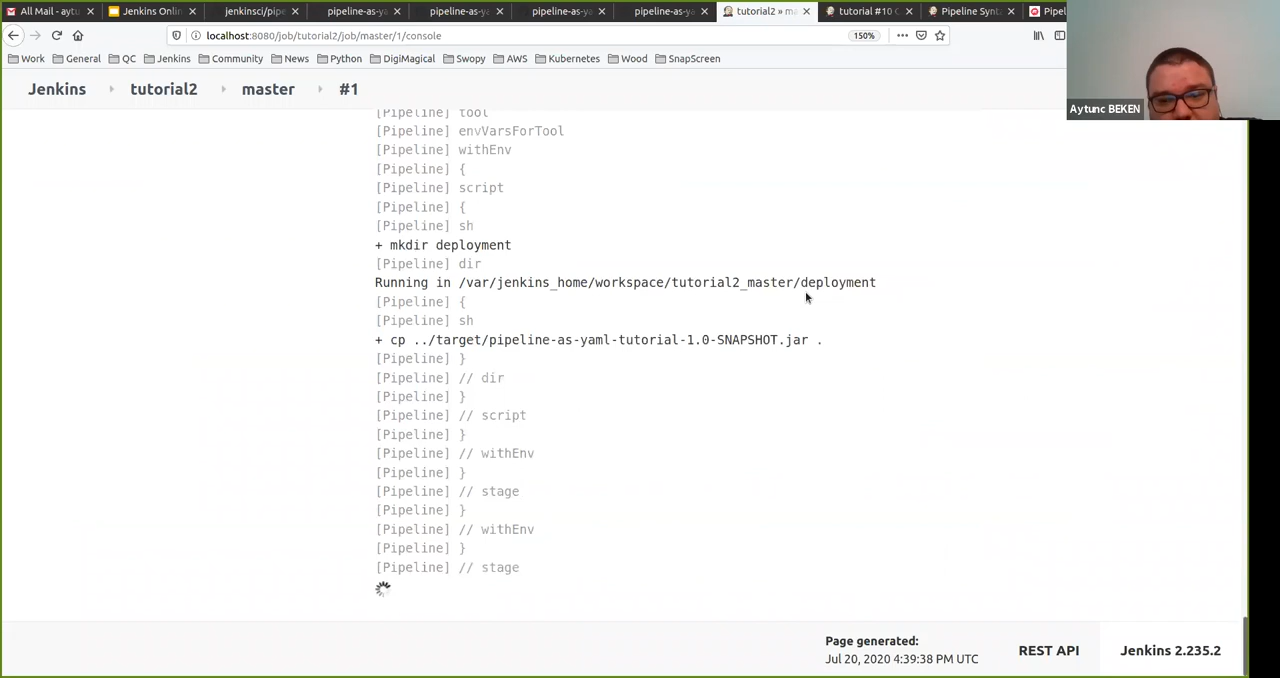 All Mail - aytu
Jenkins Onlin
jenkinsci/pipe
pipeline-as-ya
pipeline-as-ya
pipeline-as-ya
pipeline-as-ya
tutorial2 » ma
tutorial #10 C
Pipeline Synta
Pipel
localhost:8080/job/tutorial2/job/master/1/console
150%
Work
General
QC
Jenkins
Community
News
Python
DigiMagical
Swopy
AWS
Kubernetes
Wood
SnapScreen
Aytunc BEKEN
Jenkins
tutorial2
master
#1
[Pipeline] tool
[Pipeline] envVarsForTool
[Pipeline] withEnv
[Pipeline] {
[Pipeline] script
[Pipeline] {
[Pipeline] sh
+ mkdir deployment
[Pipeline] dir
Running in /var/jenkins_home/workspace/tutorial2_master/deployment
[Pipeline] {
[Pipeline] sh
+ cp ../target/pipeline-as-yaml-tutorial-1.0-SNAPSHOT.jar .
[Pipeline] }
[Pipeline] // dir
[Pipeline] }
[Pipeline] // script
[Pipeline] }
[Pipeline] // withEnv
[Pipeline] }
[Pipeline] // stage
[Pipeline] }
[Pipeline] // withEnv
[Pipeline] }
[Pipeline] // stage
Page generated:
Jul 20, 2020 4:39:38 PM UTC
REST API
Jenkins 2.235.2